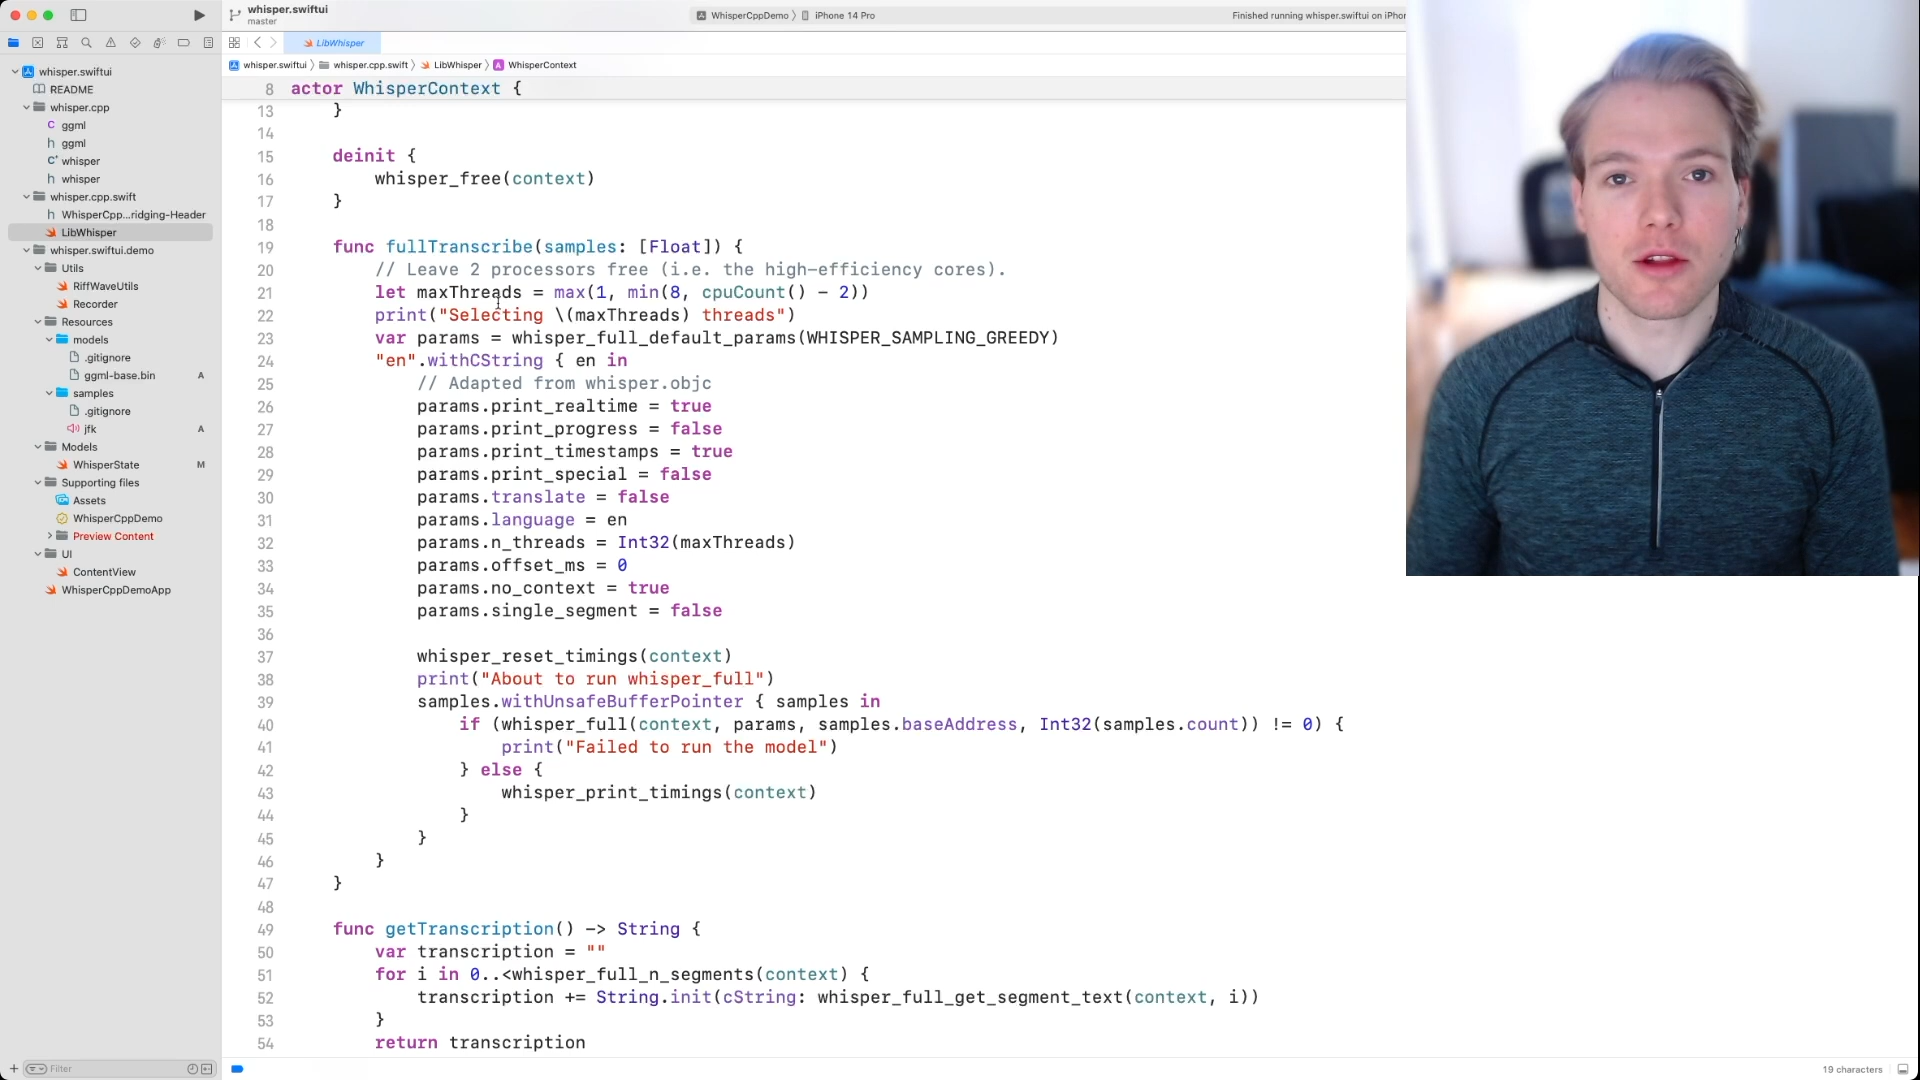 whisper.swiftui
master
WhisperCppDemo
iPhone 14 Pro
Finished running whisper.swiftui on iPhon
LibWhisper
whisper.swiftui
whisper.cpp.swift
LibWhisper
WhisperContext
whisper.swiftui
README
whisper.cpp
ggml
ggml
whisper
whisper
whisper.cpp.swift
WhisperCpp...ridging-Header
LibWhisper
whisper.swiftui.demo
Utils
RiffWaveUtils
Recorder
Resources
models
.gitignore
ggml-base.bin A
samples
.gitignore
jfk A
Models
WhisperState M
Supporting files
Assets
WhisperCppDemo
Preview Content
UI
ContentView
WhisperCppDemoApp
Filter
8 actor WhisperContext {
13 }
14
15 deinit {
16 whisper_free(context)
17 }
18
19 func fullTranscribe(samples: [Float]) {
20 // Leave 2 processors free (i.e. the high-efficiency cores).
21 let maxThreads = max(1, min(8, cpuCount() - 2))
22 print("Selecting \(maxThreads) threads")
23 var params = whisper_full_default_params(WHISPER_SAMPLING_GREEDY)
24 "en".withCString { en in
25 // Adapted from whisper.objc
26 params.print_realtime = true
27 params.print_progress = false
28 params.print_timestamps = true
29 params.print_special = false
30 params.translate = false
31 params.language = en
32 params.n_threads = Int32(maxThreads)
33 params.offset_ms = 0
34 params.no_context = true
35 params.single_segment = false
36
37 whisper_reset_timings(context)
38 print("About to run whisper_full")
39 samples.withUnsafeBufferPointer { samples in
40 if (whisper_full(context, params, samples.baseAddress, Int32(samples.count)) != 0) {
41 print("Failed to run the model")
42 } else {
43 whisper_print_timings(context)
44 }
45 }
46 }
47 }
48
49 func getTranscription() -> String {
50 var transcription = ""
51 for i in 0..<whisper_full_n_segments(context) {
52 transcription += String.init(cString: whisper_full_get_segment_text(context, i))
53 }
54 return transcription
19 characters